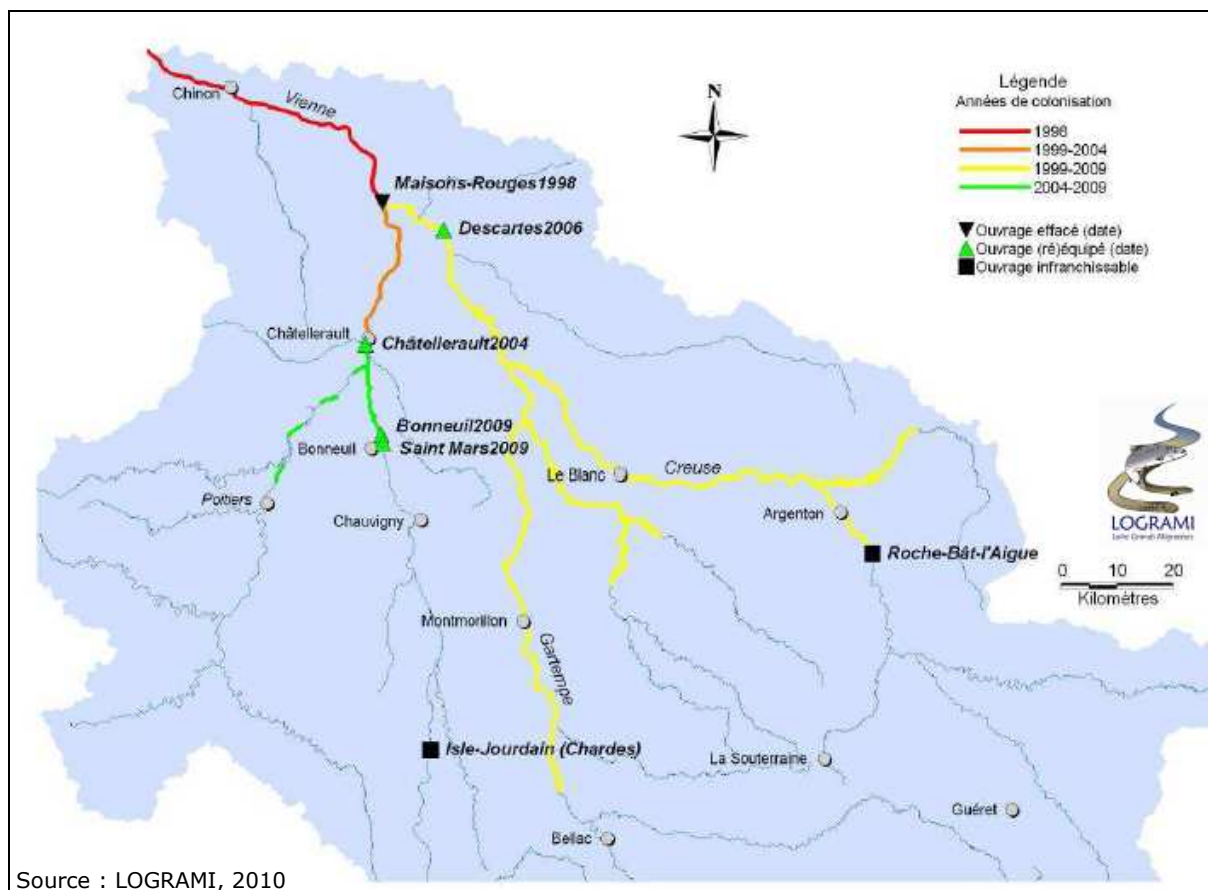 Chinon
Vienne
N
Légende
Années de colonisation
1998
1999-2004
1999-2009
2004-2009
Maisons-Rouges1998
Descartes2006
Ouvrage effacé (date)
Ouvrage (ré)équipé (date)
Ouvrage infranchissable
Châtellerault
Châtellerault2004
Bonneuil2009
Bonneuil
Saint Mars2009
Le Blanc
Creuse
Poitiers
Chauvigny
Argenton
LOGRAMI
Loire Grands Migrateurs
Roche-Bât-l'Aigue
0 10 20
Kilomètres
Montmorillon
Gartempe
Isle-Jourdain (Chardes)
La Souterraine
Guéret
Bellac
Source : LOGRAMI, 2010